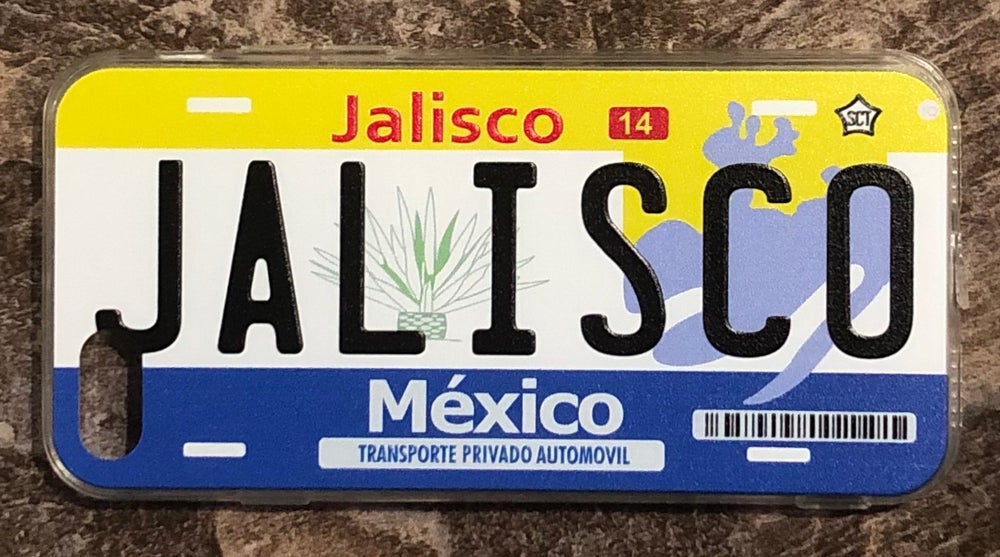 Jalisco 14 SCT
JALISCO
México
TRANSPORTE PRIVADO AUTOMOVIL